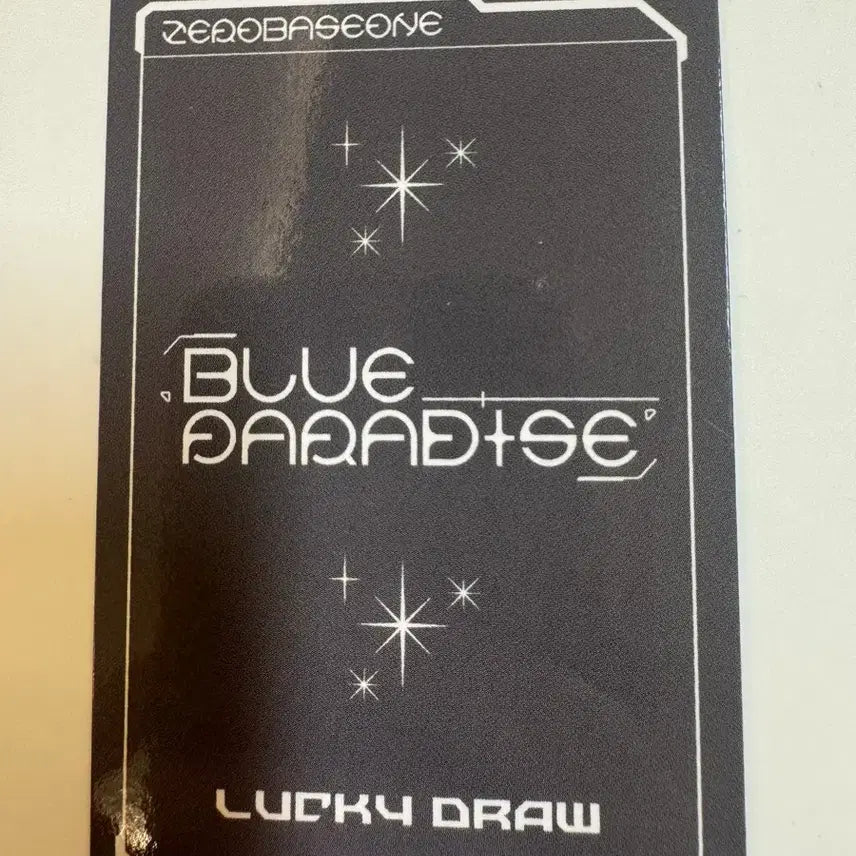 ZEROBASEONE
BLUE
PARADISE
LUCKY DRAW